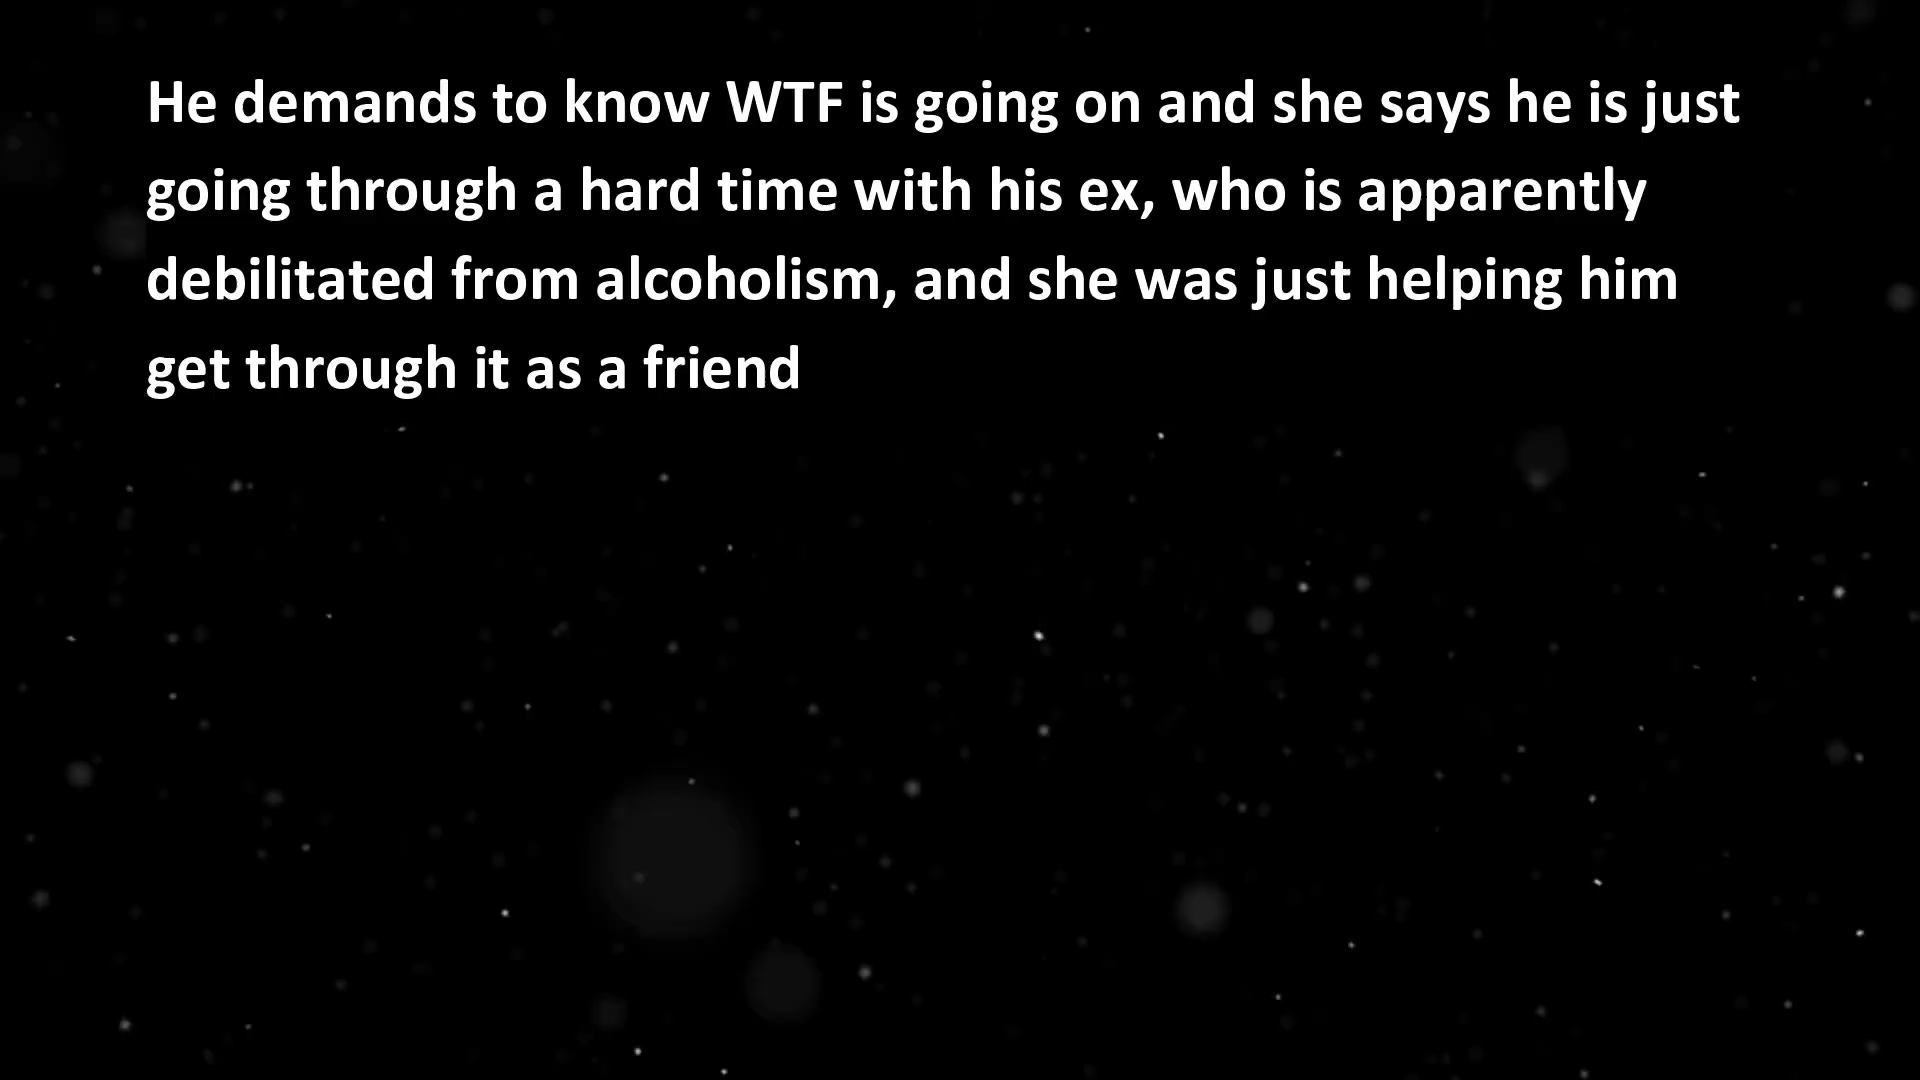 He demands to know WTF is going on and she says he is just
going through a hard time with his ex, who is apparently
debilitated from alcoholism, and she was just helping him
get through it as a friend